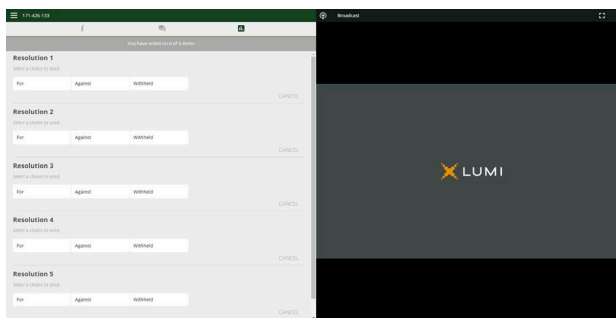 171-426-133
You have voted on 0 of 5 items
Resolution 1
Select a choice to send.
For Against Withheld
CANCEL
Resolution 2
Select a choice to send.
For Against Withheld
CANCEL
Resolution 3
Select a choice to send.
For Against Withheld
CANCEL
Resolution 4
Select a choice to send.
For Against Withheld
CANCEL
Resolution 5
Select a choice to send.
For Against Withheld
CANCEL
Broadcast
LUMI